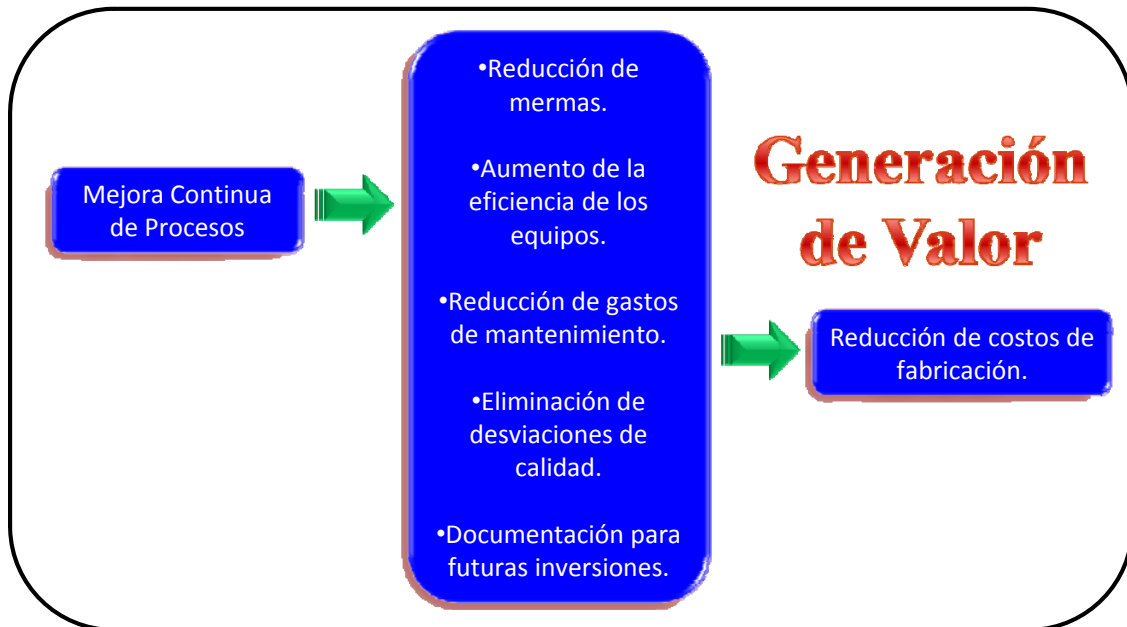 Mejora Continua
de Procesos
•Reducción de
mermas.
•Aumento de la
eficiencia de los
equipos.
•Reducción de gastos
de mantenimiento.
•Eliminación de
desviaciones de
calidad.
•Documentación para
futuras inversiones.
Generación
de Valor
Reducción de costos de
fabricación.